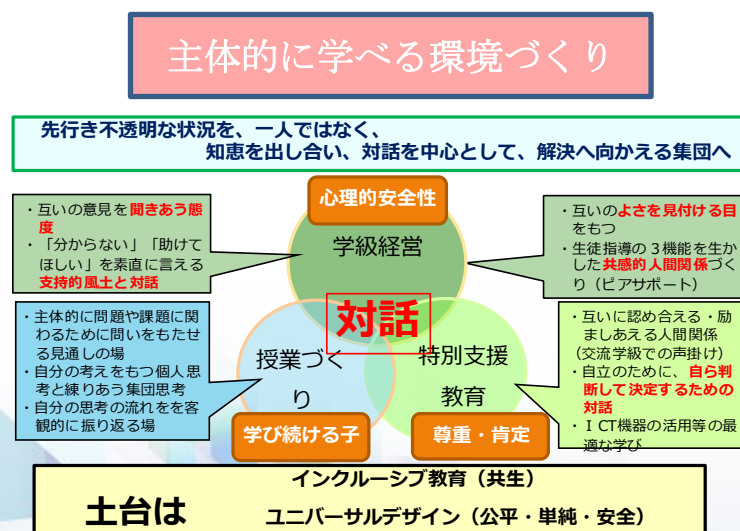 主体的に学べる環境づくり
先行き不透明な状況を、一人ではなく、
知恵を出し合い、対話を中心として、解決へ向かえる集団へ
心理的安全性
学級経営
・互いの意見を聞きあう態
度
・「分からない」「助けて
ほしい」を素直に言える
支持的風土と対話
・互いのよさを見付ける目
をもつ
・生徒指導の３機能を生か
した共感的人間関係づく
り（ピアサポート）
対話
・主体的に問題や課題に関
わるために問いをもたせ
る見通しの場
・自分の考えをもつ個人思
考と練りあう集団思考
・自分の思考の流れをを客
観的に振り返る場
授業づく
り
学び続ける子
特別支援
教育
尊重・肯定
・互いに認め合える・励
ましあえる人間関係
（交流学級での声掛け）
・自立のために、自ら判
断して決定するための
対話
・ＩCT機器の活用等の最
適な学び
土台は
インクルーシブ教育（共生）
ユニバーサルデザイン（公平・単純・安全）